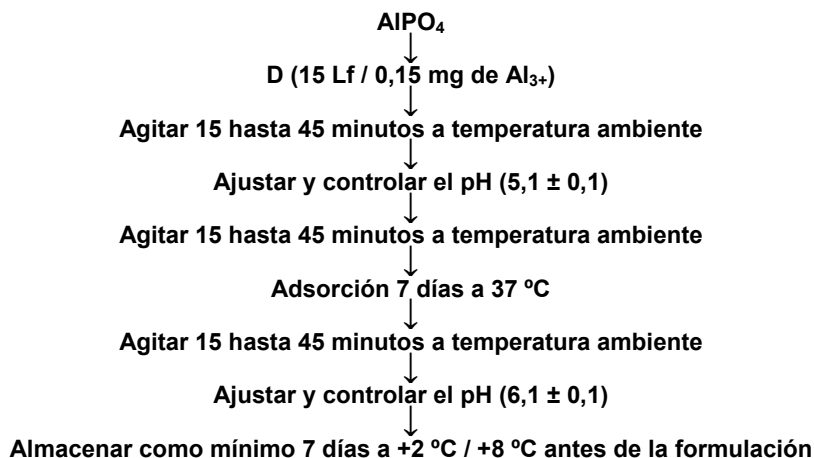 AlPO₄
D (15 Lf / 0,15 mg de Al₃₊)
Agitar 15 hasta 45 minutos a temperatura ambiente
Ajustar y controlar el pH (5,1 ± 0,1)
Agitar 15 hasta 45 minutos a temperatura ambiente
Adsorción 7 días a 37 ºC
Agitar 15 hasta 45 minutos a temperatura ambiente
Ajustar y controlar el pH (6,1 ± 0,1)
Almacenar como mínimo 7 días a +2 ºC / +8 ºC antes de la formulación